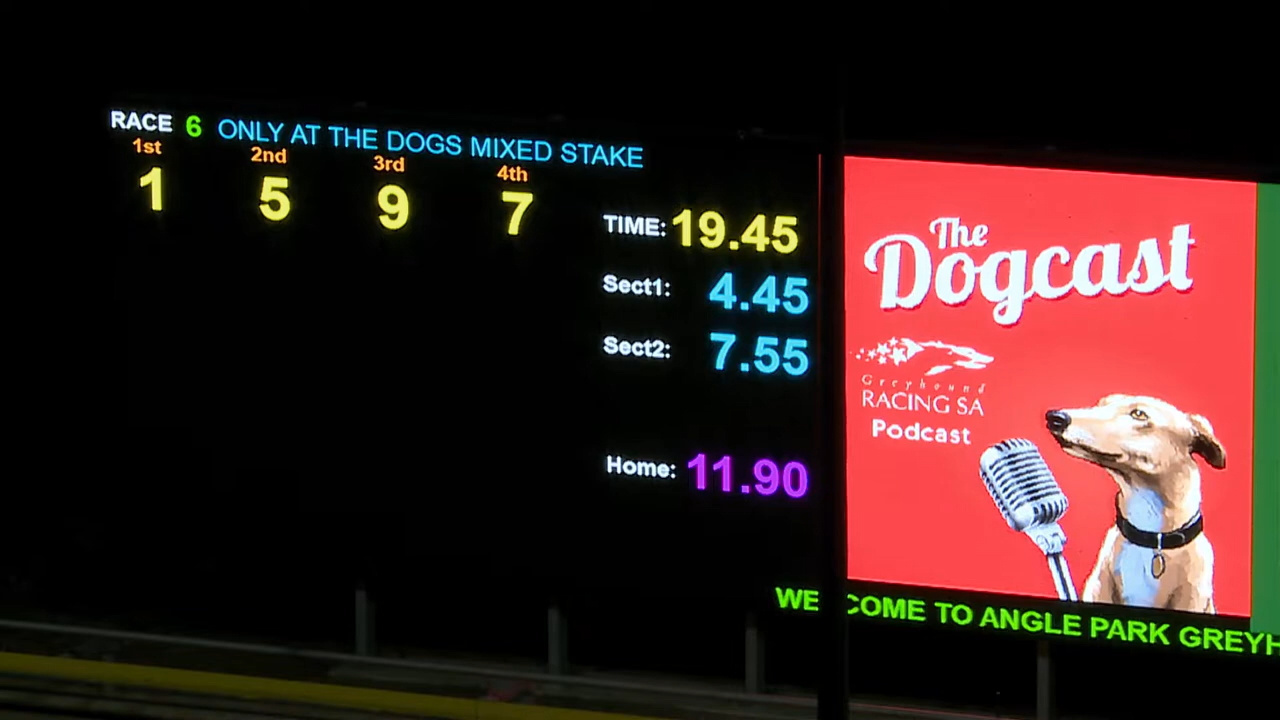 RACE 6 ONLY AT THE DOGS MIXED STAKE
1st 2nd 3rd 4th
1 5 9 7
TIME: 19.45
Sect1: 4.45
Sect2: 7.55
Home: 11.90
The
Dogcast
Greyhound
RACING SA
Podcast
WE COME TO ANGLE PARK GREYH